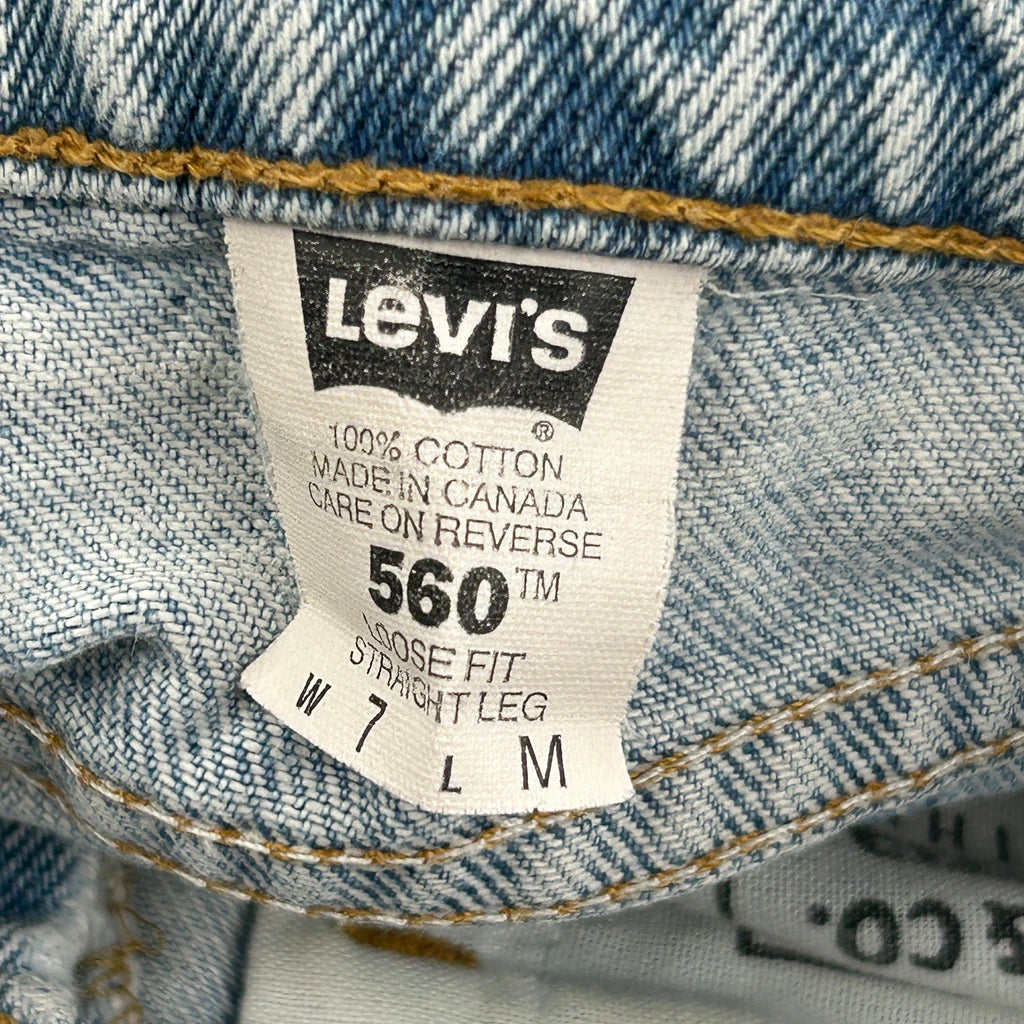 Levi's
®
100% COTTON
MADE IN CANADA
CARE ON REVERSE
560™
LOOSE FIT
STRAIGHT LEG
W 7 L M
& CO.